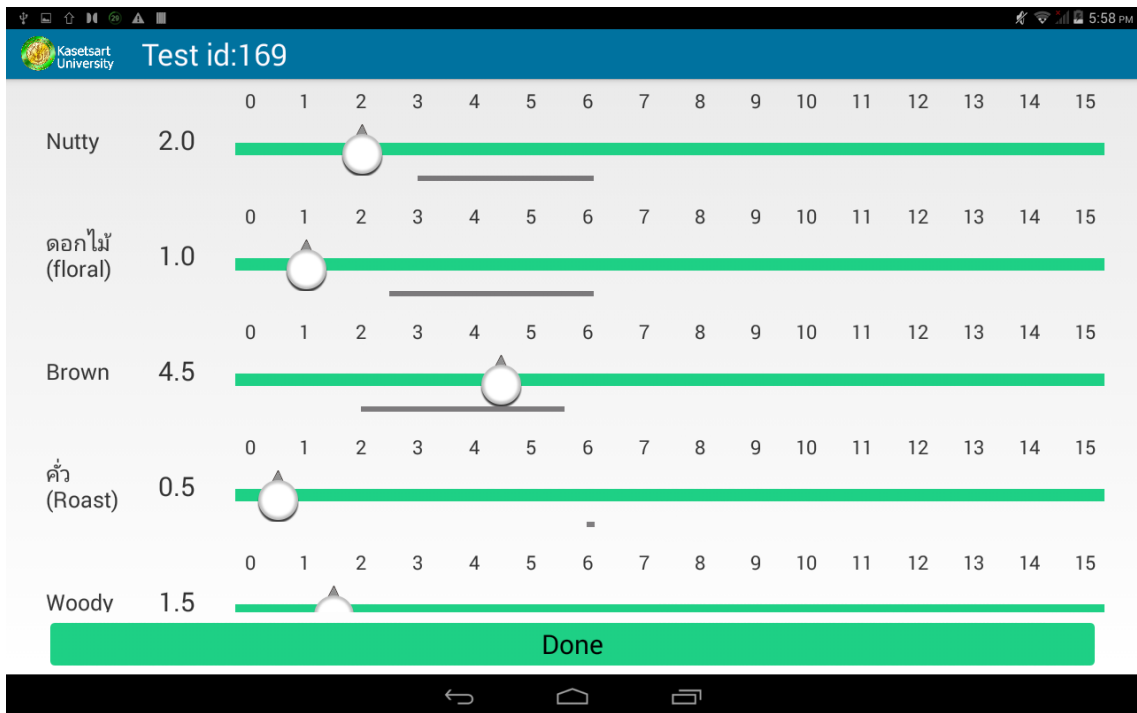 5:58 PM
Kasetsart
University
Test id:169
0 1 2 3 4 5 6 7 8 9 10 11 12 13 14 15
Nutty 2.0
0 1 2 3 4 5 6 7 8 9 10 11 12 13 14 15
ดอกไม้
(floral) 1.0
0 1 2 3 4 5 6 7 8 9 10 11 12 13 14 15
Brown 4.5
0 1 2 3 4 5 6 7 8 9 10 11 12 13 14 15
คั่ว
(Roast) 0.5
0 1 2 3 4 5 6 7 8 9 10 11 12 13 14 15
Woody 1.5
Done